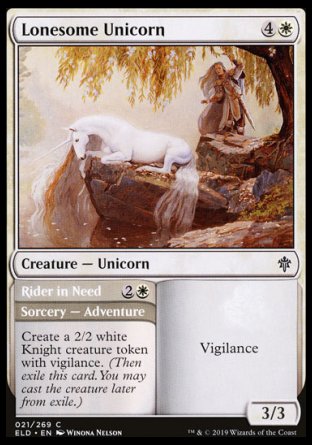 Lonesome Unicorn 4
Creature — Unicorn
Rider in Need 2
Sorcery — Adventure
Create a 2/2 white
Knight creature token
with vigilance. (Then
exile this card. You may
cast the creature later
from exile.)
Vigilance
3/3
021/269 C
ELD • EN Winona Nelson
™ & © 2019 Wizards of the Coast